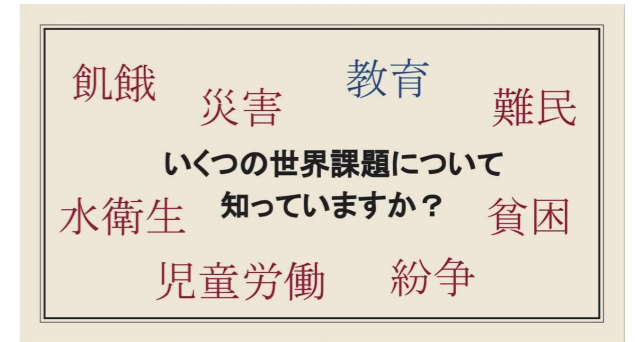 飢餓
災害
教育
難民
いくつの世界課題について
知っていますか？
水衛生
貧困
児童労働
紛争